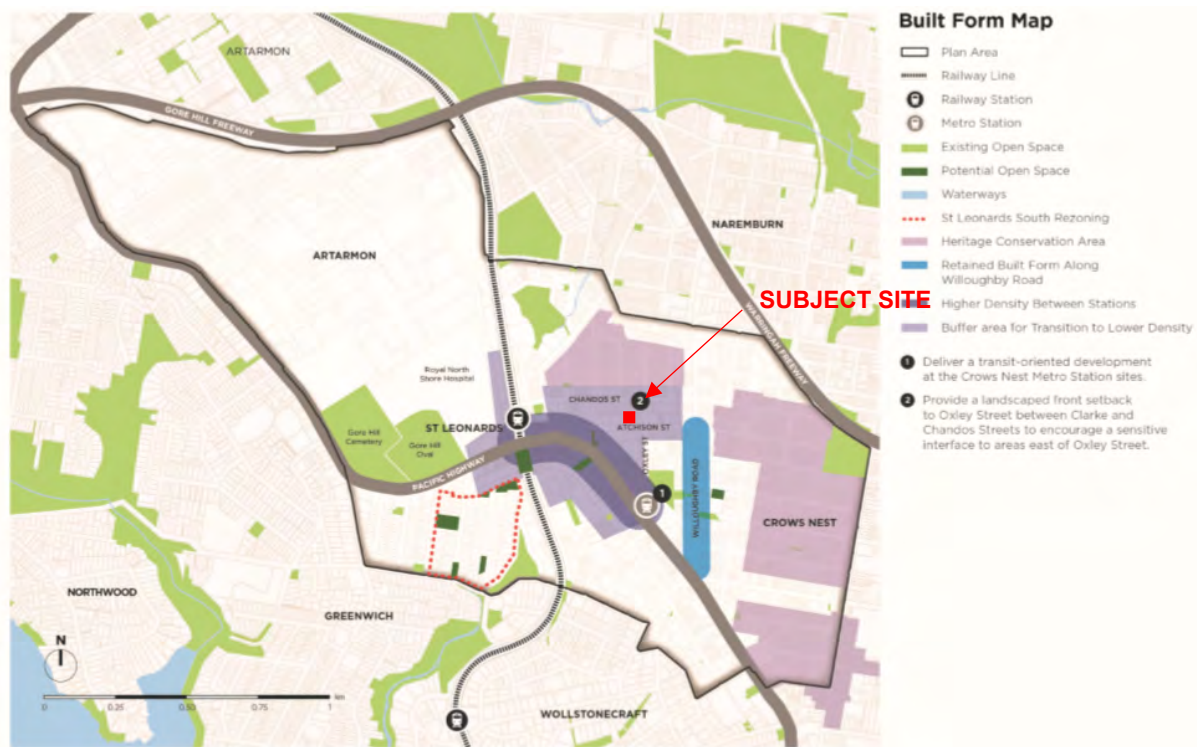 Built Form Map
Plan Area
Railway Line
Railway Station
Metro Station
Existing Open Space
Potential Open Space
Waterways
St Leonards South Rezoning
Heritage Conservation Area
Retained Built Form Along
Willoughby Road
Higher Density Between Stations
Buffer area for Transition to Lower Density
1 Deliver a transit-oriented development
at the Crows Nest Metro Station sites.
2 Provide a landscaped front setback
to Oxley Street between Clarke and
Chandos Streets to encourage a sensitive
interface to areas east of Oxley Street.
ARTARMON
GORE HILL FREEWAY
NAREMBURN
ARTARMON
SUBJECT SITE
WARRINGAH FREEWAY
Royal North
Shore Hospital
CHANDOS ST
2
ST LEONARDS
ATCHISON ST
Gore Hill
Cemetery
Gore Hill
Oval
OXLEY ST
PACIFIC HIGHWAY
1
WILLOUGHBY ROAD
CROWS NEST
NORTHWOOD
GREENWICH
N
0 0.25 0.50 0.75 1 km
WOLLSTONECRAFT